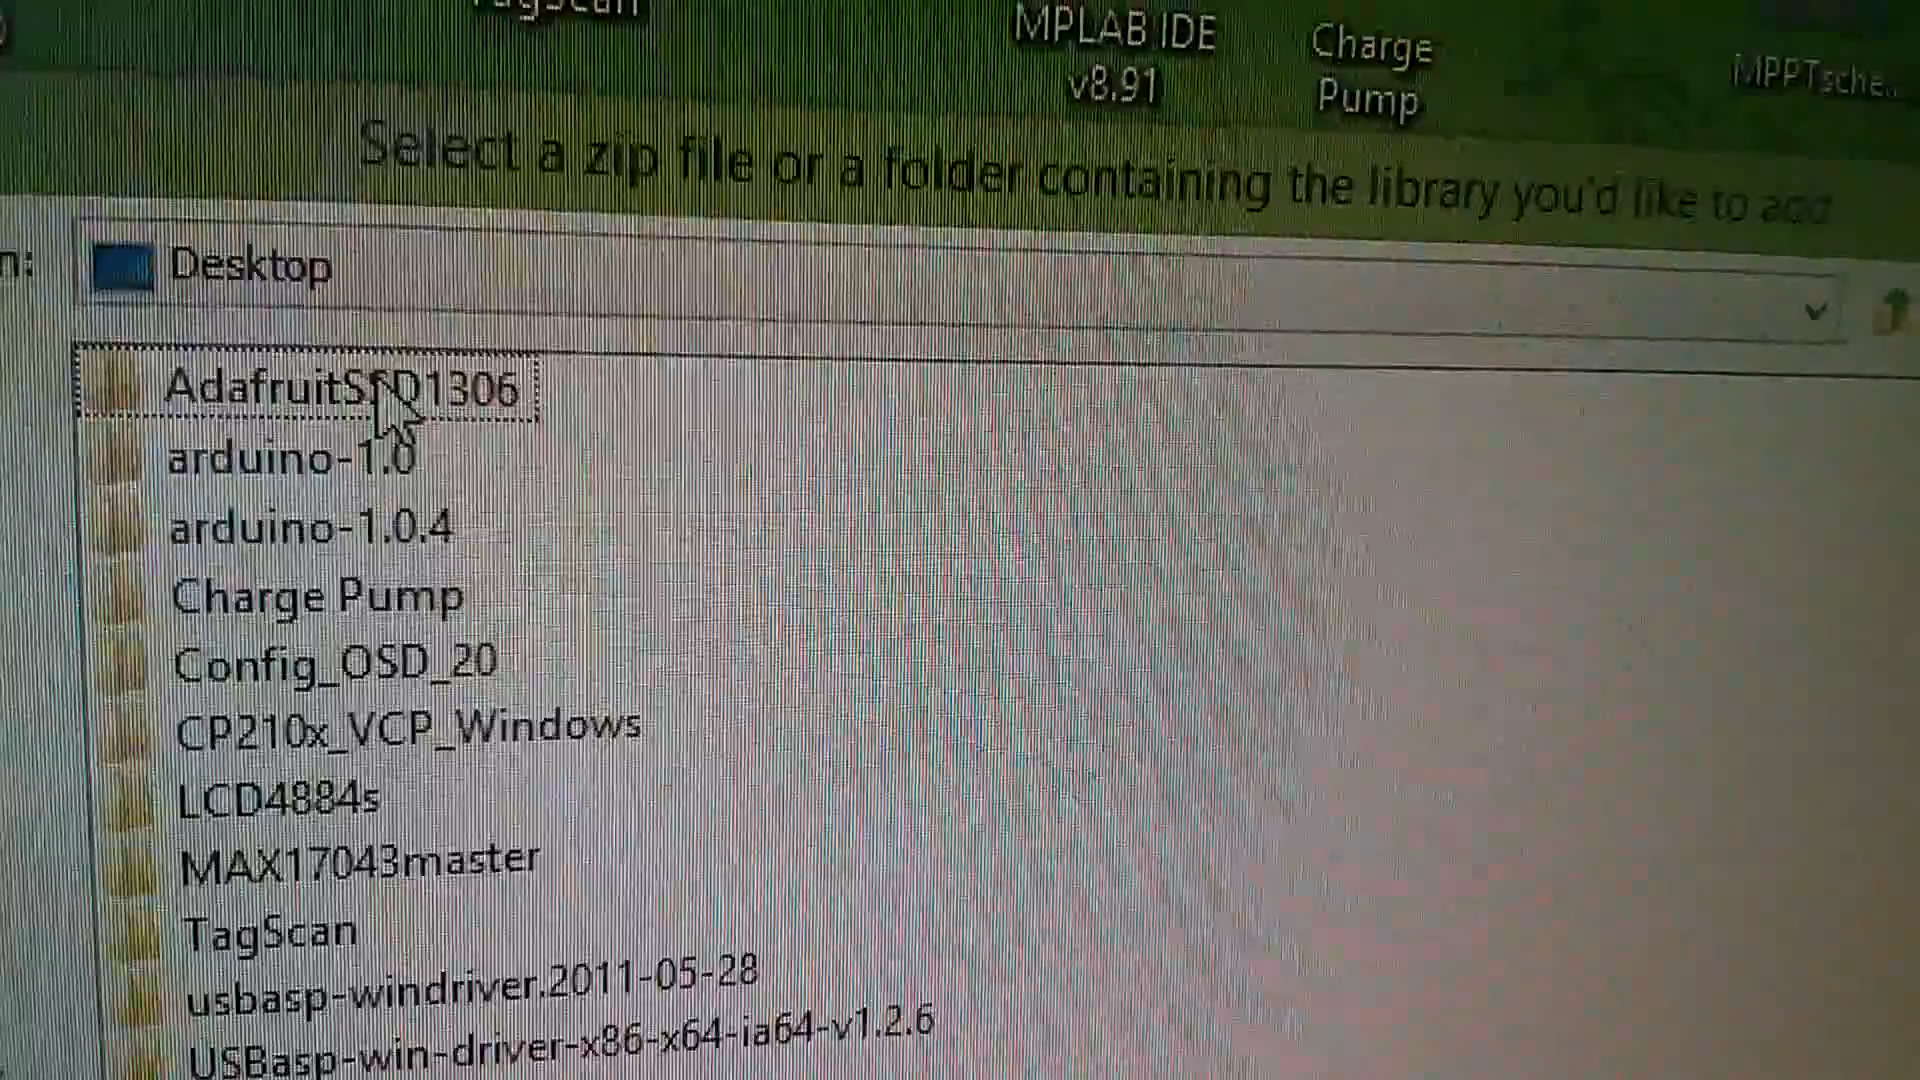 TagScan
MPLAB IDE
v8.91
Charge
Pump
MPPTsche...
Select a zip file or a folder containing the library you'd like to add
n:
Desktop
AdafruitSSD1306
arduino-1.0
arduino-1.0.4
Charge Pump
Config_OSD_20
CP210x_VCP_Windows
LCD4884s
MAX17043master
TagScan
usbasp-windriver.2011-05-28
USBasp-win-driver-x86-x64-ia64-v1.2.6